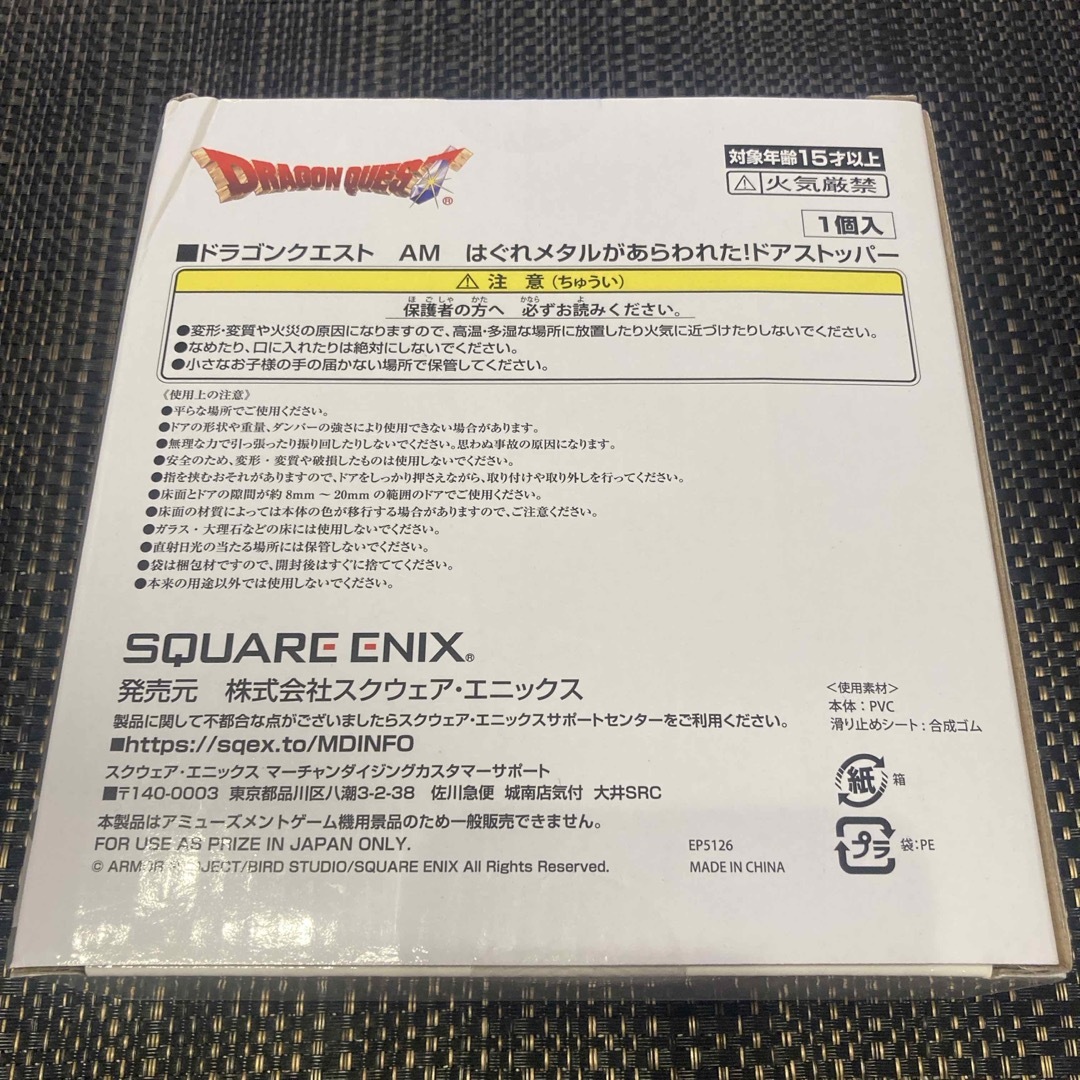 DRAGON QUEST®
対象年齢15才以上
⚠火気厳禁
1個入
■ドラゴンクエスト AM はぐれメタルがあらわれた!ドアストッパー
⚠ 注 意(ちゅうい)
保護者の方へ 必ずお読みください。
●変形・変質や火災の原因になりますので、高温・多湿な場所に放置したり火気に近づけたりしないでください。
●なめたり、口に入れたりは絶対にしないでください。
●小さなお子様の手の届かない場所で保管してください。
《使用上の注意》
●平らな場所でご使用ください。
●ドアの形状や重量、ダンパーの強さにより使用できない場合があります。
●無理な力で引っ張ったり振り回したりしないでください。思わぬ事故の原因になります。
●安全のため、変形・変質や破損したものは使用しないでください。
●指を挟むおそれがありますので、ドアをしっかり押さえながら、取り付けや取り外しを行ってください。
●床面とドアの隙間が約 8mm ～ 20mm の範囲のドアでご使用ください。
●床面の材質によっては本体の色が移行する場合がありますので、ご注意ください。
●ガラス・大理石などの床には使用しないでください。
●直射日光の当たる場所には保管しないでください。
●袋は梱包材ですので、開封後はすぐに捨ててください。
●本来の用途以外では使用しないでください。
SQUARE ENIX®
発売元 株式会社スクウェア・エニックス
製品に関して不都合な点がございましたらスクウェア・エニックスサポートセンターをご利用ください。
■https://sqex.to/MDINFO
スクウェア・エニックス マーチャンダイジングカスタマーサポート
■〒140-0003 東京都品川区八潮3-2-38 佐川急便 城南店気付 大井SRC
本製品はアミューズメントゲーム機用景品のため一般販売できません。
FOR USE AS PRIZE IN JAPAN ONLY.
© ARMOR PROJECT/BIRD STUDIO/SQUARE ENIX All Rights Reserved.
＜使用素材＞
本体：PVC
滑り止めシート：合成ゴム
紙 箱
プラ 袋:PE
EP5126
MADE IN CHINA